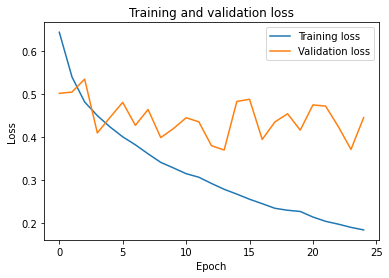 Training and validation loss
Training loss
Validation loss
Loss
0.6
0.5
0.4
0.3
0.2
0
5
10
15
20
25
Epoch